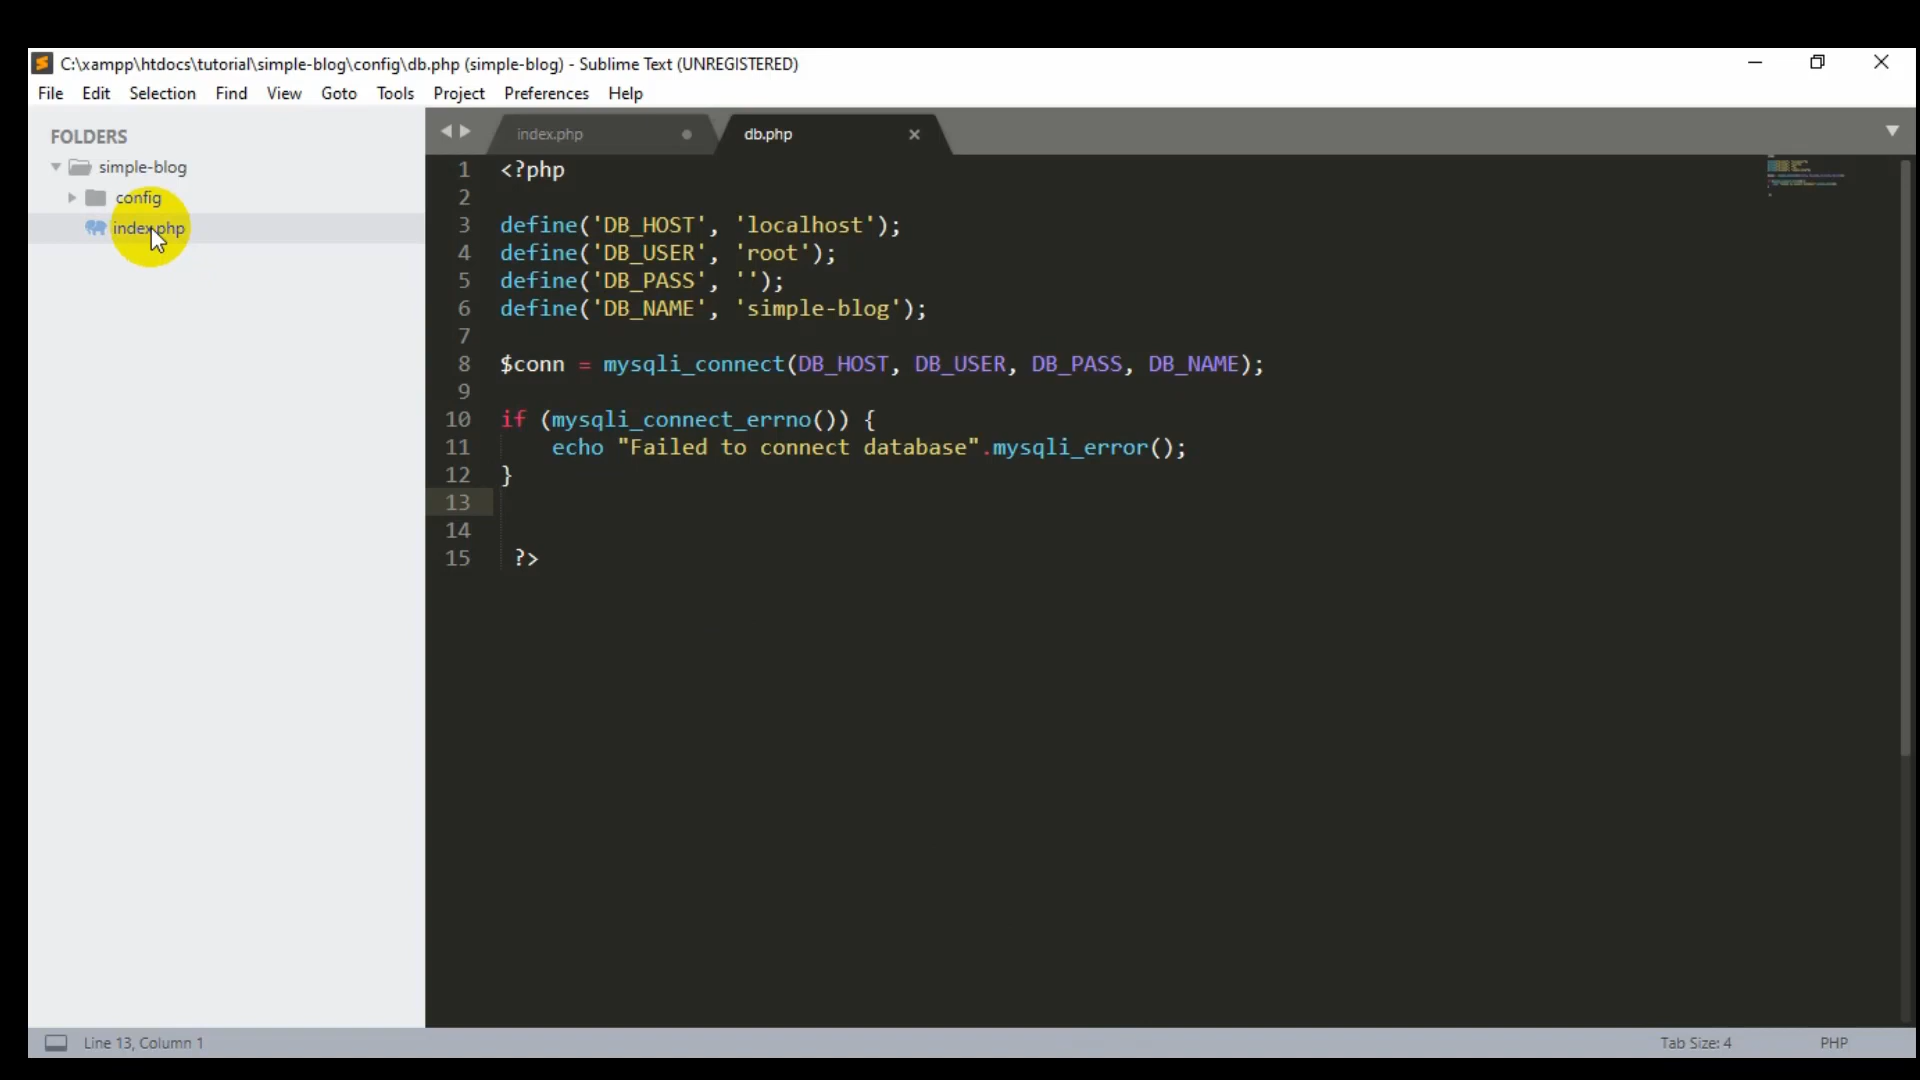 C:\xampp\htdocs\tutorial\simple-blog\config\db.php (simple-blog) - Sublime Text (UNREGISTERED)
File Edit Selection Find View Goto Tools Project Preferences Help
FOLDERS
simple-blog
config
index.php
index.php db.php
1 <?php
2
3 define('DB_HOST', 'localhost');
4 define('DB_USER', 'root');
5 define('DB_PASS', '');
6 define('DB_NAME', 'simple-blog');
7
8 $conn = mysqli_connect(DB_HOST, DB_USER, DB_PASS, DB_NAME);
9
10 if (mysqli_connect_errno()) {
11     echo "Failed to connect database".mysqli_error();
12 }
13
14
15  ?>
Line 13, Column 1 Tab Size: 4 PHP